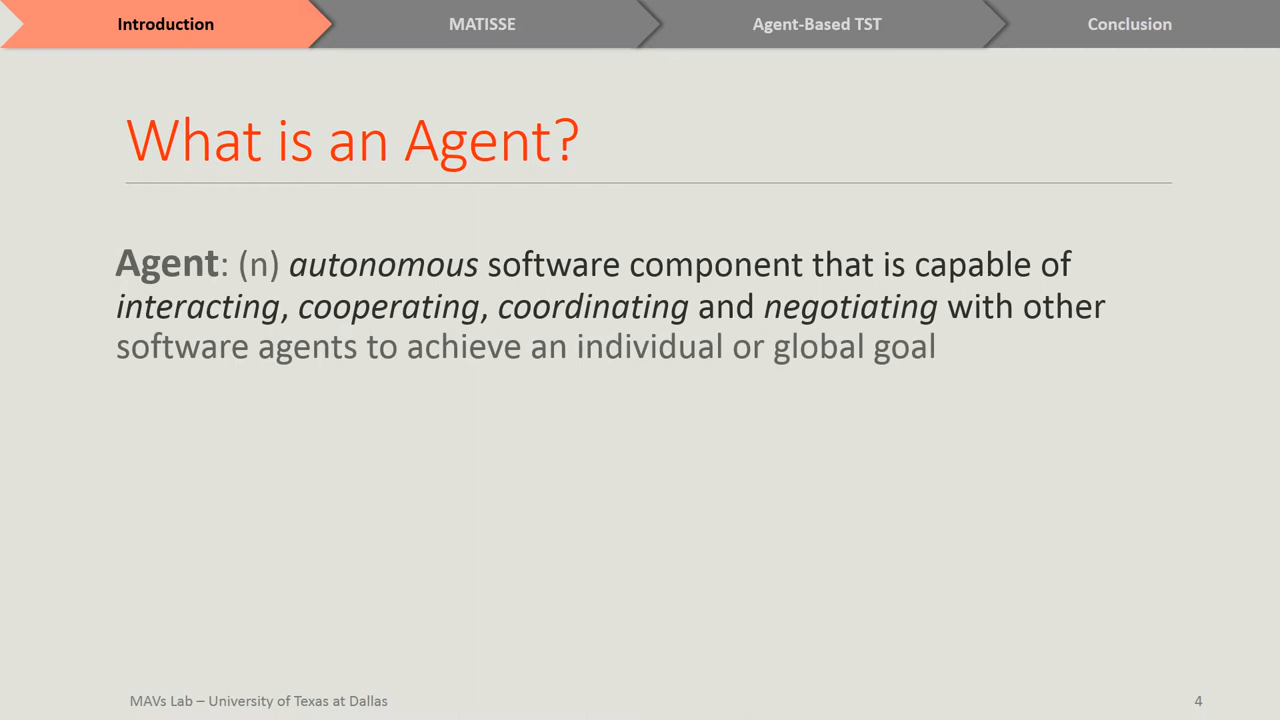 Introduction
MATISSE
Agent-Based TST
Conclusion
What is an Agent?
Agent: (n) autonomous software component that is capable of
interacting, cooperating, coordinating and negotiating with other
software agents to achieve an individual or global goal
MAVs Lab – University of Texas at Dallas
4